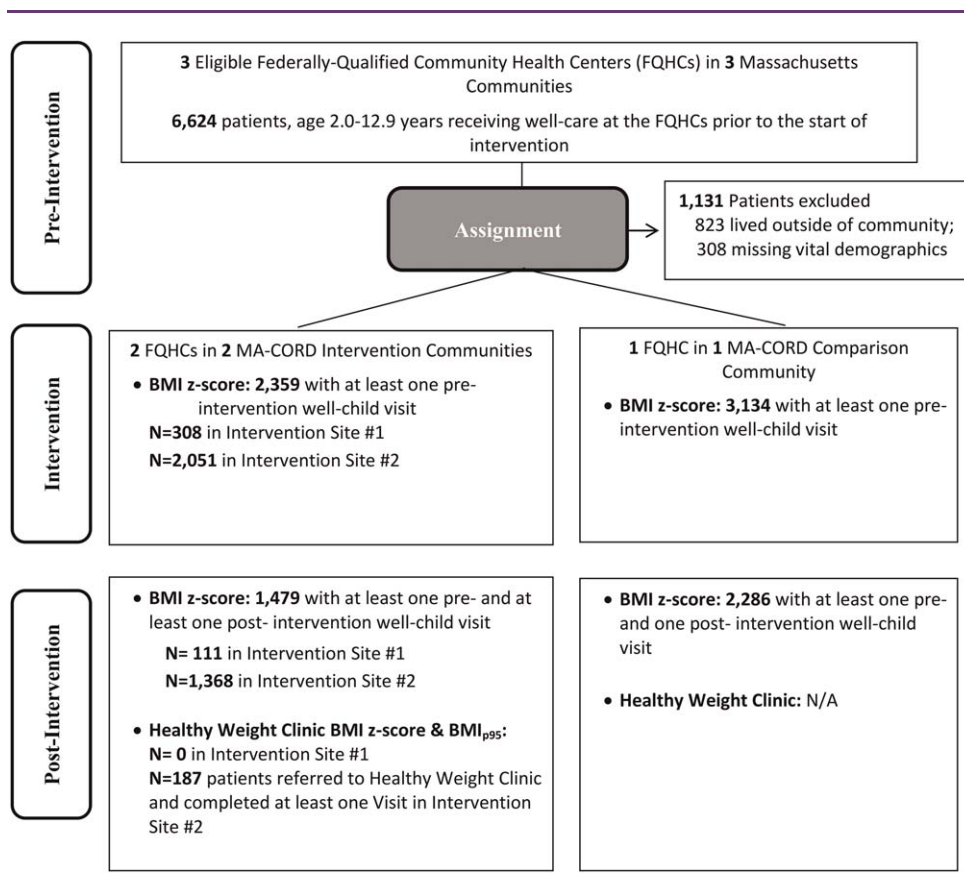 Pre-Intervention
3 Eligible Federally-Qualified Community Health Centers (FQHCs) in 3 Massachusetts
Communities
6,624 patients, age 2.0-12.9 years receiving well-care at the FQHCs prior to the start of
intervention
Assignment
1,131 Patients excluded
823 lived outside of community;
308 missing vital demographics
Intervention
2 FQHCs in 2 MA-CORD Intervention Communities
• BMI z-score: 2,359 with at least one pre-
intervention well-child visit
N=308 in Intervention Site #1
N=2,051 in Intervention Site #2
1 FQHC in 1 MA-CORD Comparison
Community
• BMI z-score: 3,134 with at least one pre-
intervention well-child visit
Post-Intervention
• BMI z-score: 1,479 with at least one pre- and at
least one post- intervention well-child visit
N= 111 in Intervention Site #1
N=1,368 in Intervention Site #2
• Healthy Weight Clinic BMI z-score & BMIp95:
N= 0 in Intervention Site #1
N=187 patients referred to Healthy Weight Clinic
and completed at least one Visit in Intervention
Site #2
• BMI z-score: 2,286 with at least one pre-
and one post- intervention well-child
visit
• Healthy Weight Clinic: N/A